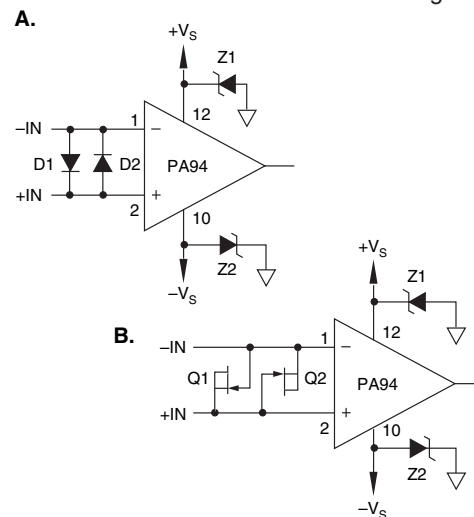 A.
+VS
Z1
12
–IN
1
–
D1
D2
PA94
+IN
+
2
10
Z2
–VS
B.
+VS
Z1
12
–IN
1
–
Q1
Q2
PA94
+IN
+
2
10
Z2
–VS